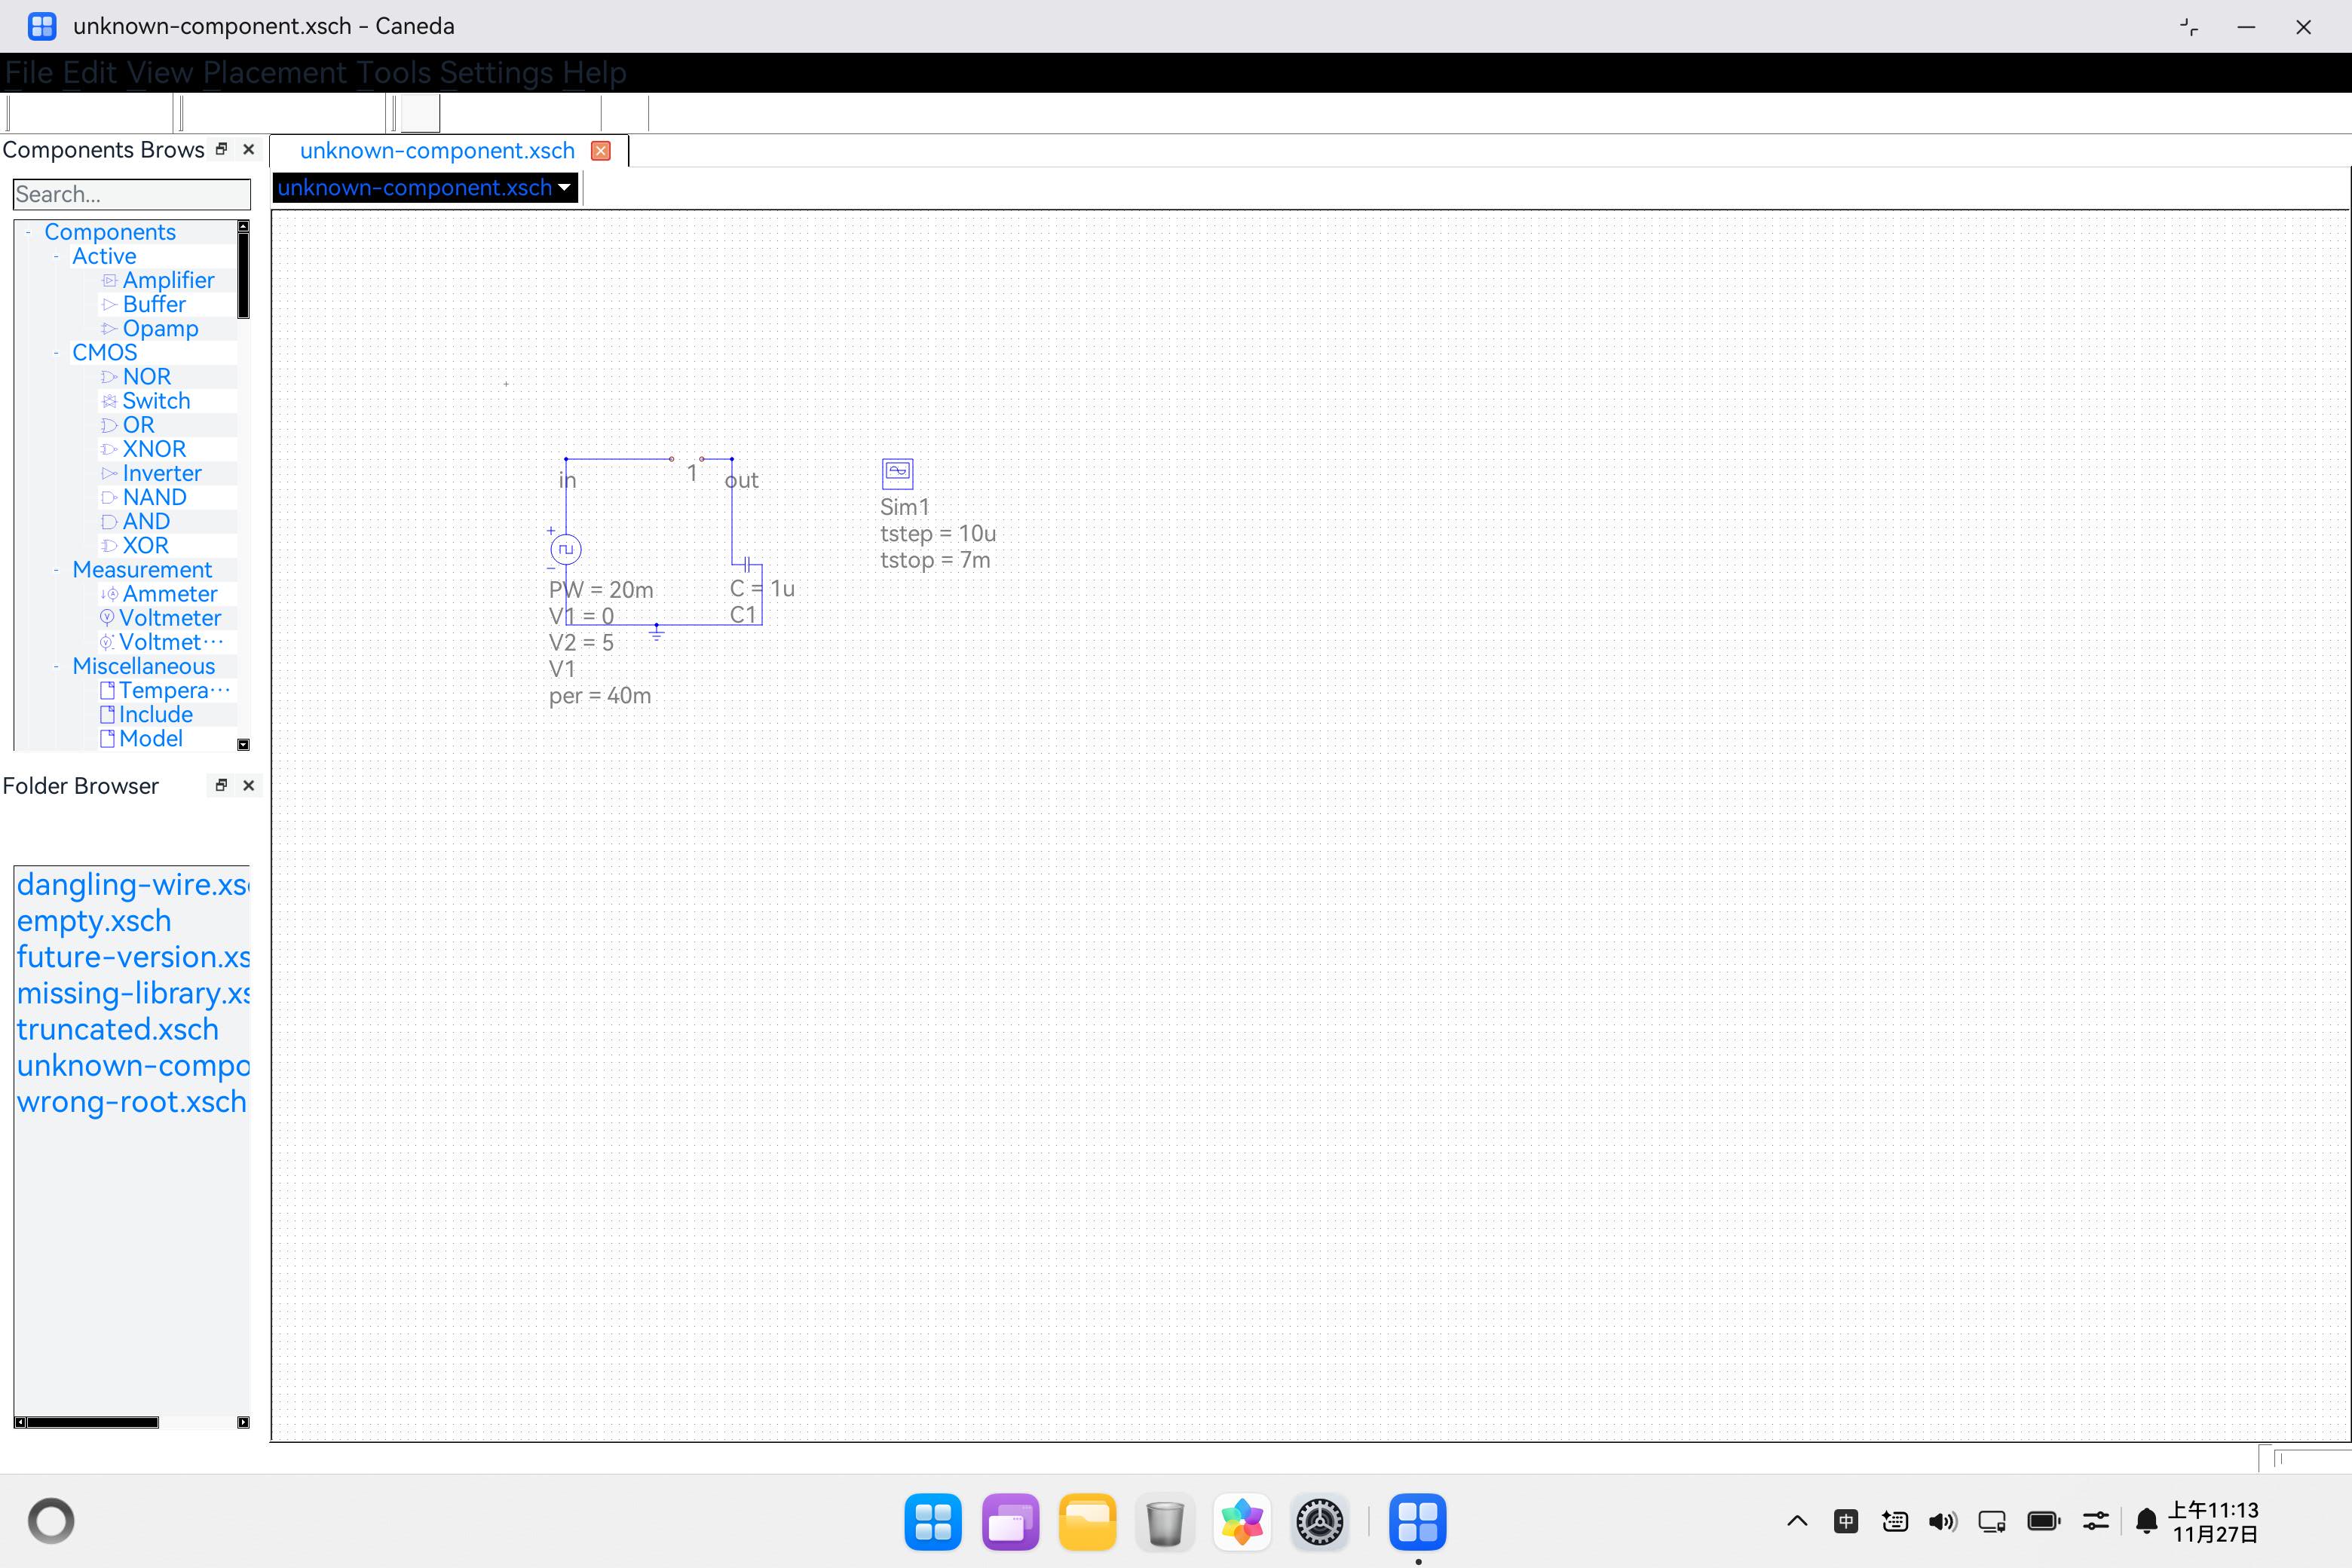 unknown-component.xsch - Caneda
File Edit View Placement Tools Settings Help
Components Brows
unknown-component.xsch
Search...
unknown-component.xsch
Components
Active
Amplifier
Buffer
Opamp
CMOS
NOR
Switch
OR
XNOR
Inverter
NAND
AND
XOR
Measurement
Ammeter
Voltmeter
Voltmet···
Miscellaneous
Tempera···
Include
Model
in
1
out
+
−
PW = 20m
V1 = 0
V2 = 5
V1
per = 40m
C = 1u
C1
Sim1
tstep = 10u
tstop = 7m
Folder Browser
dangling-wire.xs
empty.xsch
future-version.xs
missing-library.xs
truncated.xsch
unknown-compo
wrong-root.xsch
中
上午11:13
11月27日